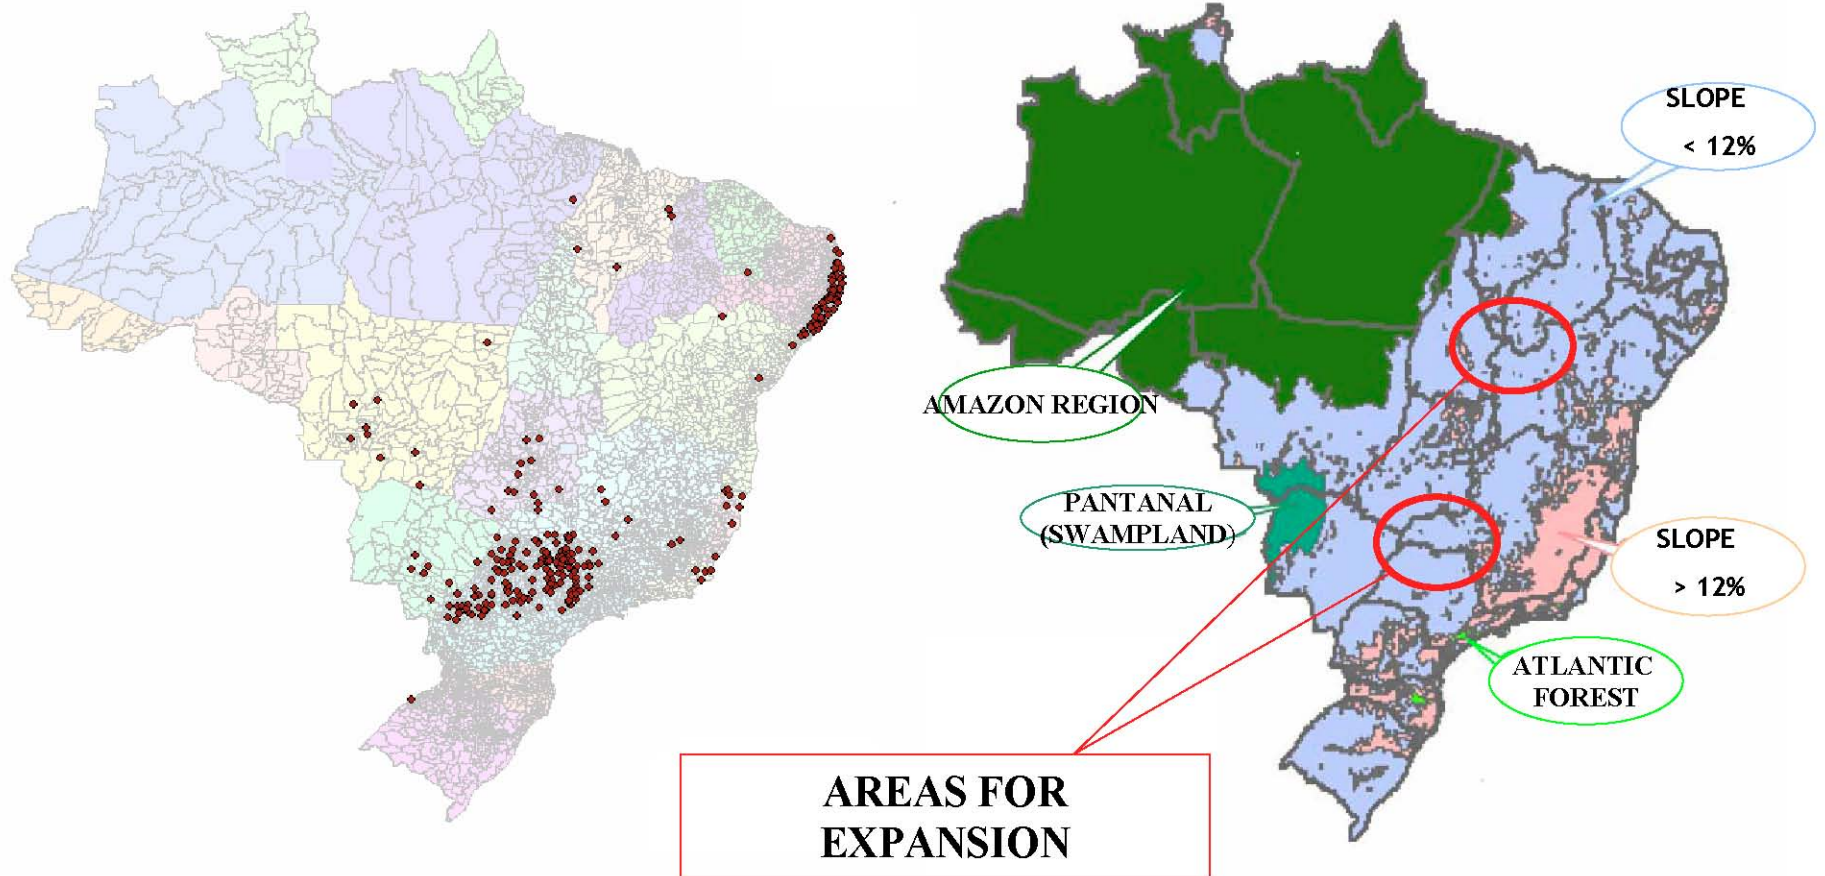 SLOPE
< 12%
AMAZON REGION
PANTANAL
(SWAMPLAND)
SLOPE
> 12%
ATLANTIC
FOREST
AREAS FOR
EXPANSION